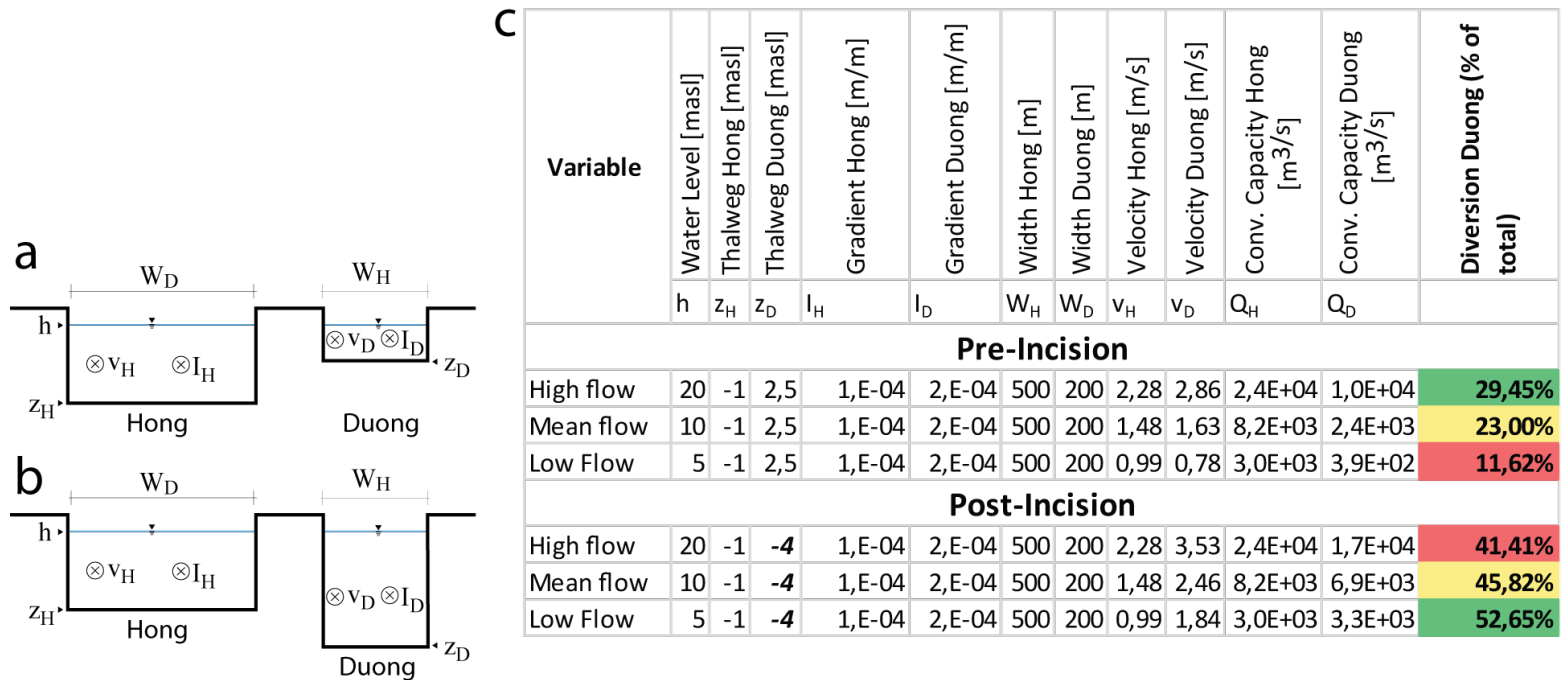 a
W_D
W_H
h
⊗v_D ⊗I_D
⊗v_H ⊗I_H
z_D
z_H
Hong
Duong
b
W_D
W_H
h
⊗v_H ⊗I_H
⊗v_D ⊗I_D
z_H
Hong
z_D
Duong
c
Variable
Water Level [masl]
Thalweg Hong [masl]
Thalweg Duong [masl]
Gradient Hong [m/m]
Gradient Duong [m/m]
Width Hong [m]
Width Duong [m]
Velocity Hong [m/s]
Velocity Duong [m/s]
Conv. Capacity Hong
[m³/s]
Conv. Capacity Duong
[m³/s]
Diversion Duong (% of
total)
h z_H z_D I_H I_D W_H W_D v_H v_D Q_H Q_D
Pre-Incision
High flow 20 -1 2,5 1,E-04 2,E-04 500 200 2,28 2,86 2,4E+04 1,0E+04 29,45%
Mean flow 10 -1 2,5 1,E-04 2,E-04 500 200 1,48 1,63 8,2E+03 2,4E+03 23,00%
Low Flow 5 -1 2,5 1,E-04 2,E-04 500 200 0,99 0,78 3,0E+03 3,9E+02 11,62%
Post-Incision
High flow 20 -1 -4 1,E-04 2,E-04 500 200 2,28 3,53 2,4E+04 1,7E+04 41,41%
Mean flow 10 -1 -4 1,E-04 2,E-04 500 200 1,48 2,46 8,2E+03 6,9E+03 45,82%
Low Flow 5 -1 -4 1,E-04 2,E-04 500 200 0,99 1,84 3,0E+03 3,3E+03 52,65%